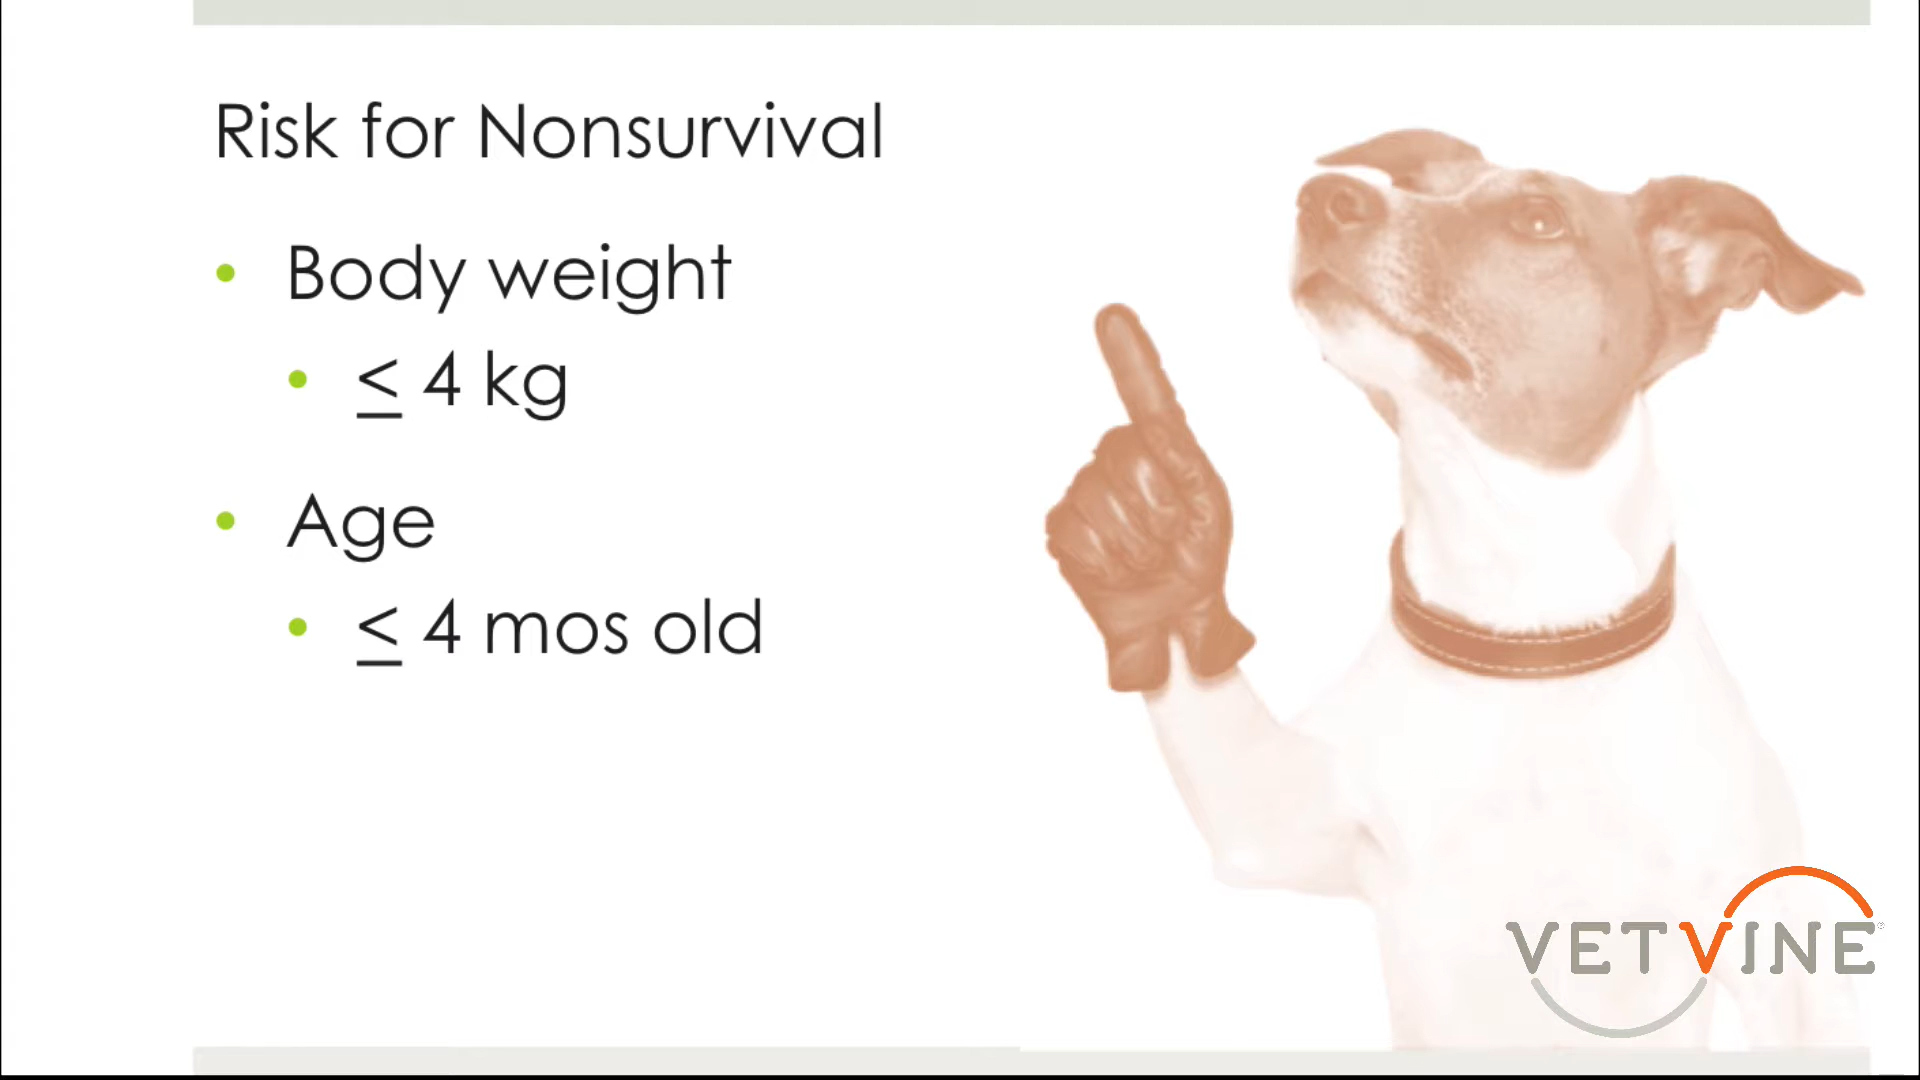 Risk for Nonsurvival
• Body weight
• ≤ 4 kg
• Age
• ≤ 4 mos old
VETVINE®